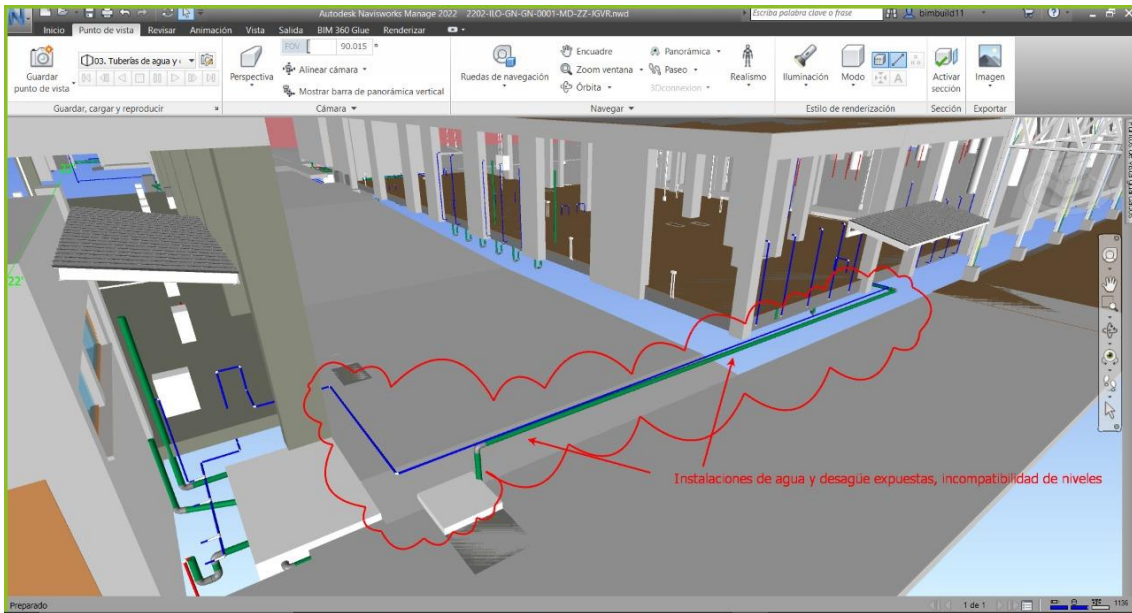 Autodesk Navisworks Manage 2022 2202-ILO-GN-GN-0001-MD-ZZ-JGVR.nwd
Escriba palabra clave o frase
bimbuild11
Inicio Punto de vista Revisar Animación Vista Salida BIM 360 Glue Renderizar
Guardar punto de vista
03. Tuberías de agua y
Guardar, cargar y reproducir
Perspectiva
POV 90.015 °
Alinear cámara
Mostrar barra de panorámica vertical
Cámara
Ruedas de navegación
Encuadre
Zoom ventana
Órbita
Panorámica
Paseo
3Dconnexion
Realismo
Navegar
Iluminación
Modo
Estilo de renderización
Activar sección
Sección
Imagen
Exportar
22'
Instalaciones de agua y desagüe expuestas, incompatibilidad de niveles
Preparado
1 de 1
1136